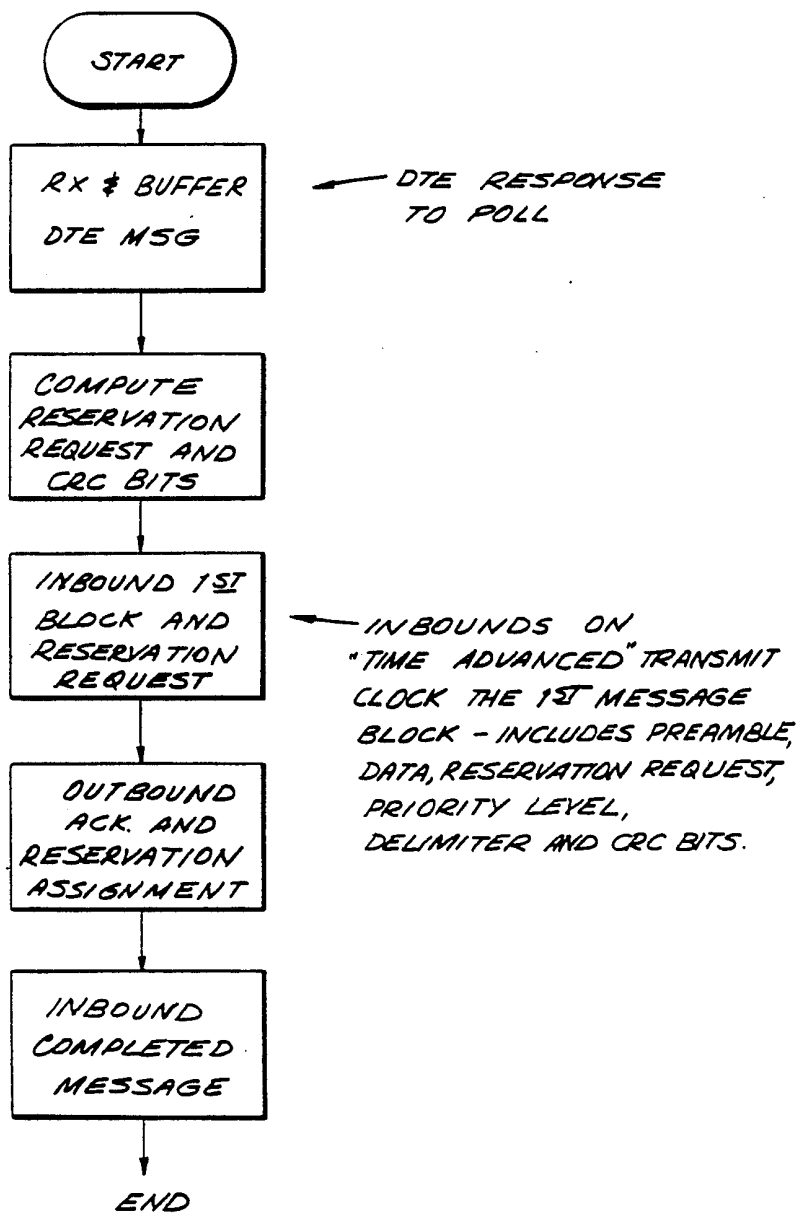 START
RX & BUFFER
DTE MSG
DTE RESPONSE
TO POLL
COMPUTE
RESERVATION
REQUEST AND
CRC BITS
INBOUND 1ST
BLOCK AND
RESERVATION
REQUEST
INBOUNDS ON
"TIME ADVANCED" TRANSMIT
CLOCK THE 1ST MESSAGE
BLOCK - INCLUDES PREAMBLE,
DATA, RESERVATION REQUEST,
PRIORITY LEVEL,
DELIMITER AND CRC BITS.
OUTBOUND
ACK. AND
RESERVATION
ASSIGNMENT
INBOUND
COMPLETED
MESSAGE
END